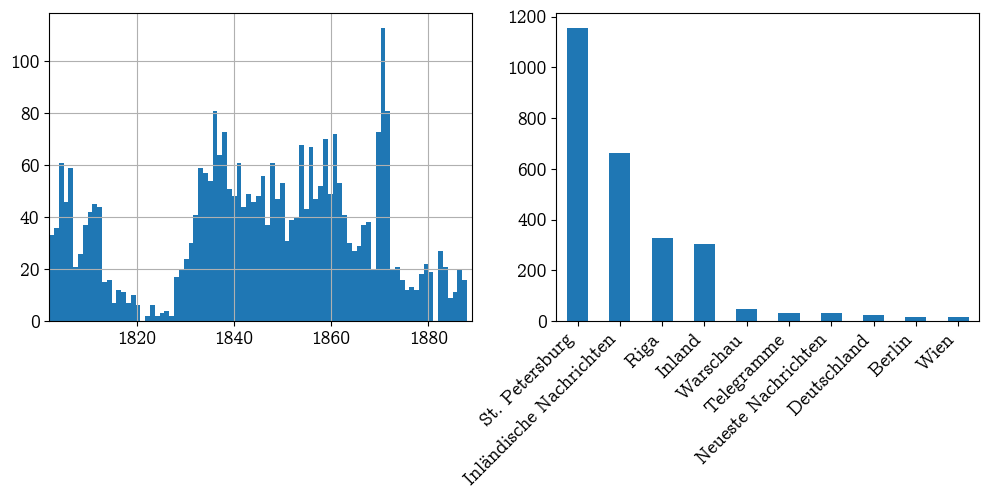 100
80
60
40
20
0
1820 1840 1860 1880
1200
1000
800
600
400
200
0
St. Petersburg
Inländische Nachrichten
Riga
Inland
Warschau
Telegramme
Neueste Nachrichten
Deutschland
Berlin
Wien